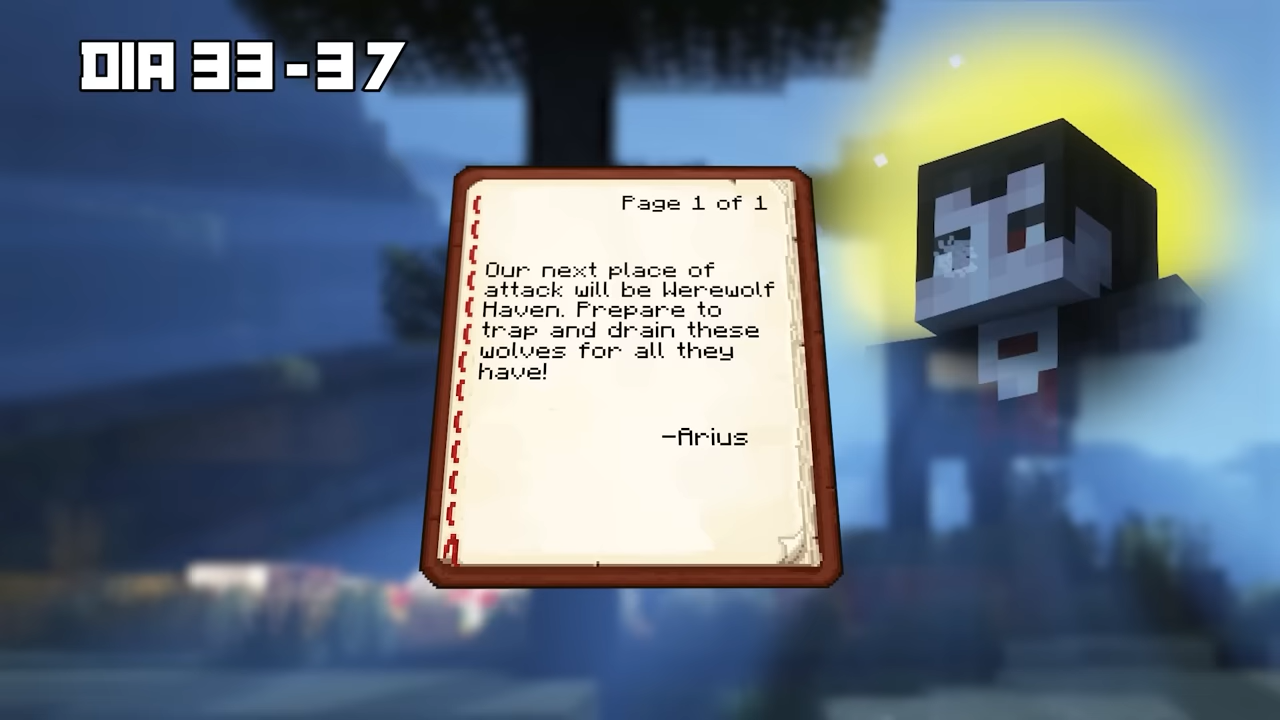 DIA 33-37
Page 1 of 1
Our next place of
attack will be Werewolf
Haven. Prepare to
trap and drain these
wolves for all they
have!
-Arius